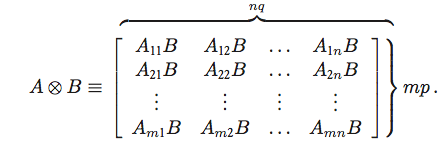 nq
A ⊗ B ≡ [ A₁₁B A₁₂B … A₁ₙB
A₂₁B A₂₂B … A₂ₙB
⋮ ⋮ ⋮ ⋮
Aₘ₁B Aₘ₂B … AₘₙB ] } mp .